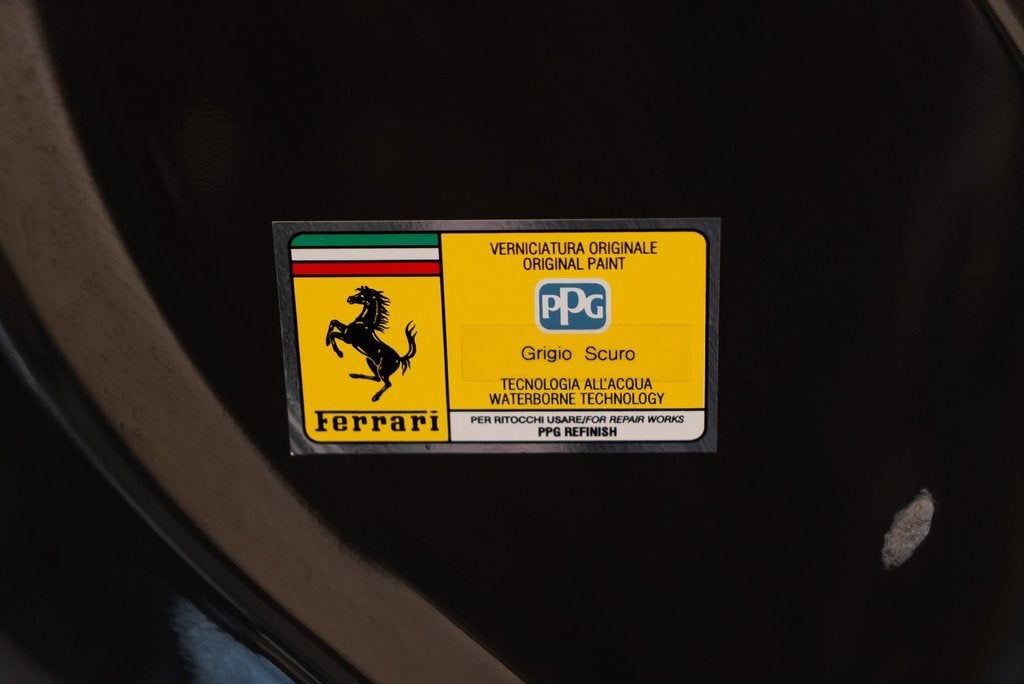 VERNICIATURA ORIGINALE
ORIGINAL PAINT
PPG
Grigio Scuro
TECNOLOGIA ALL'ACQUA
WATERBORNE TECHNOLOGY
Ferrari
PER RITOCCHI USARE/FOR REPAIR WORKS
PPG REFINISH